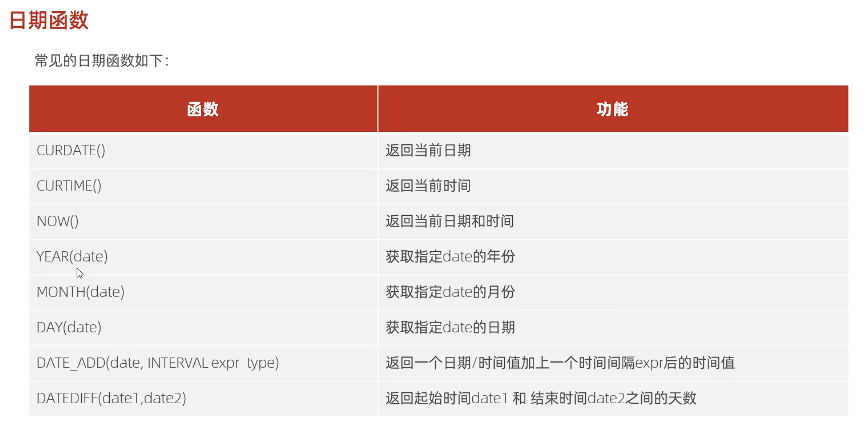 日期函数
常见的日期函数如下：
函数 功能
CURDATE() 返回当前日期
CURTIME() 返回当前时间
NOW() 返回当前日期和时间
YEAR(date) 获取指定date的年份
MONTH(date) 获取指定date的月份
DAY(date) 获取指定date的日期
DATE_ADD(date, INTERVAL expr type) 返回一个日期/时间值加上一个时间间隔expr后的时间值
DATEDIFF(date1,date2) 返回起始时间date1 和 结束时间date2之间的天数